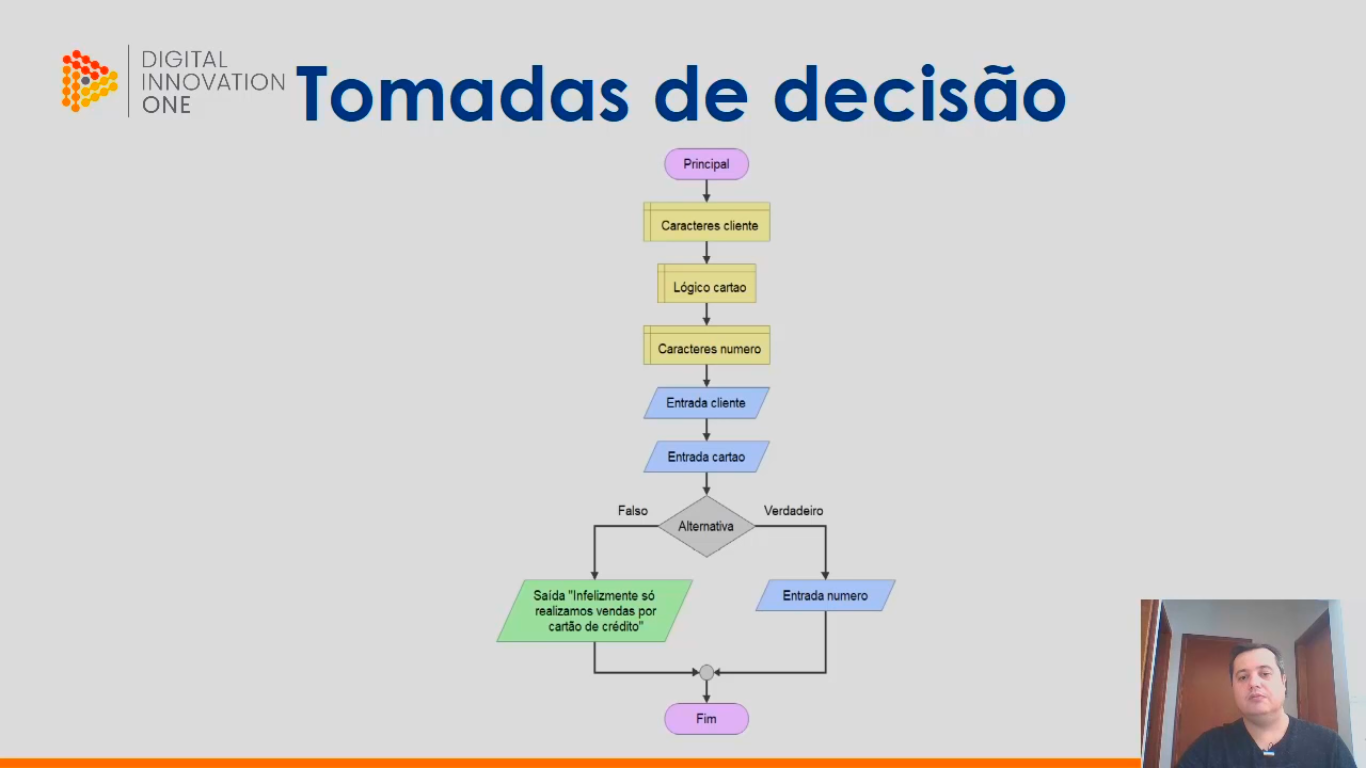 DIGITAL
INNOVATION
ONE
Tomadas de decisão
Principal
Caracteres cliente
Lógico cartao
Caracteres numero
Entrada cliente
Entrada cartao
Falso
Alternativa
Verdadeiro
Saída "Infelizmente só
realizamos vendas por
cartão de crédito"
Entrada numero
Fim